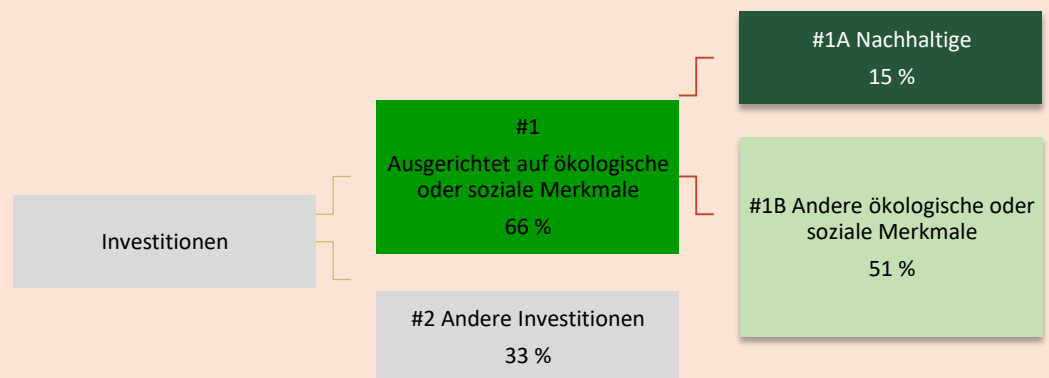 Investitionen
#1
Ausgerichtet auf ökologische
oder soziale Merkmale
66 %
#2 Andere Investitionen
33 %
#1A Nachhaltige
15 %
#1B Andere ökologische oder
soziale Merkmale
51 %